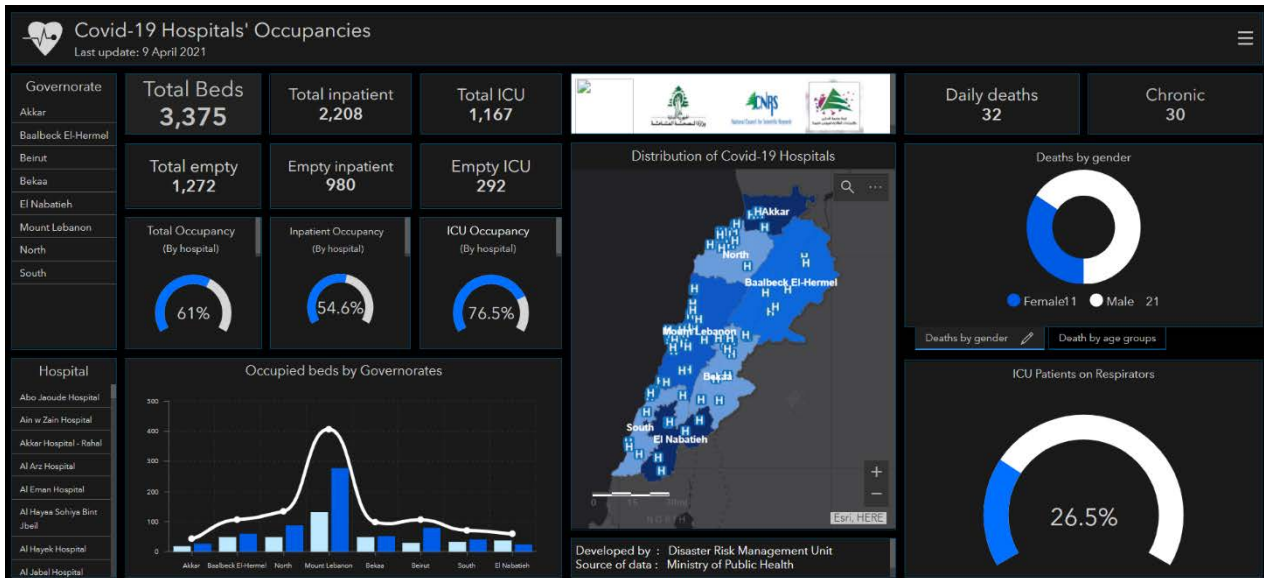 Covid-19 Hospitals' Occupancies
Last update: 9 April 2021
Governorate
Akkar
Baalbeck El-Hermel
Beirut
Bekaa
El Nabatieh
Mount Lebanon
North
South
Total Beds
3,375
Total inpatient
2,208
Total ICU
1,167
Total empty
1,272
Empty inpatient
980
Empty ICU
292
Total Occupancy
(By hospital)
61%
Inpatient Occupancy
(By hospital)
54.6%
ICU Occupancy
(By hospital)
76.5%
CNRS
National Council for Scientific Research
Daily deaths
32
Chronic
30
Distribution of Covid-19 Hospitals
Akkar
North
Baalbeck El-Hermel
Mount Lebanon
Bekaa
South
El Nabatieh
Esri, HERE
Developed by : Disaster Risk Management Unit
Source of data : Ministry of Public Health
Deaths by gender
Female11 Male 21
Deaths by gender
Death by age groups
ICU Patients on Respirators
26.5%
Hospital
Abo Jaoude Hospital
Ain w Zain Hospital
Akkar Hospital - Rahal
Al Arz Hospital
Al Eman Hospital
Al Hayaa Sohiya Bint
Jbeil
Al Hayek Hospital
Al Jabal Hospital
Occupied beds by Governorates
500
400
300
200
100
0
Akkar Baalbeck El-Hermel North Mount Lebanon Bekaa Beirut South El Nabatieh